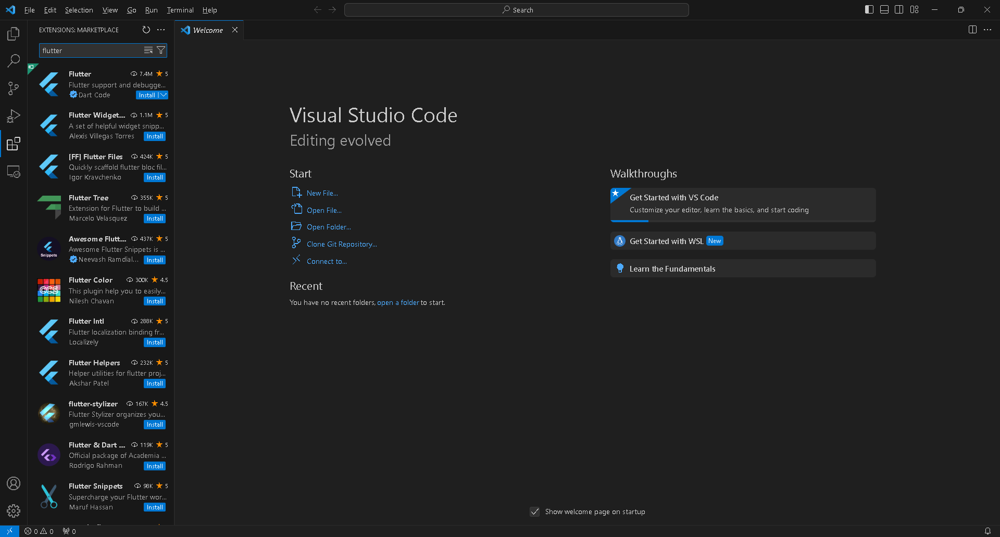 File Edit Selection View Go Run Terminal Help
Search
EXTENSIONS: MARKETPLACE
Welcome
flutter
Flutter 7.4M 5
Flutter support and debugge...
Dart Code Install
Flutter Widget... 1.1M 5
A set of helpful widget snipp...
Alexis Villegas Torres Install
[FF] Flutter Files 424K 5
Quickly scaffold flutter bloc fil...
Igor Kravchenko Install
Flutter Tree 355K 5
Extension for Flutter to build ...
Marcelo Velasquez Install
Awesome Flutt... 437K 5
Awesome Flutter Snippets is ...
Snippets
Neevash Ramdial... Install
Flutter Color 300K 4.5
CCS
This plugin help you to easily...
Nilesh Chavan Install
Flutter Intl 288K 5
Flutter localization binding fr...
Localizely Install
Flutter Helpers 232K 5
Helper utilities for flutter proj...
Akshar Patel Install
flutter-stylizer 167K 4.5
Flutter Stylizer organizes you...
gmlewis-vscode Install
Flutter & Dart ... 119K 5
Official package of Academia ...
Rodrigo Rahman Install
Flutter Snippets 98K 5
Supercharge your Flutter wor...
Maruf Hassan Install
Visual Studio Code
Editing evolved
Start
New File...
Open File...
Open Folder...
Clone Git Repository...
Connect to...
Recent
You have no recent folders, open a folder to start.
Walkthroughs
Get Started with VS Code
Customize your editor, learn the basics, and start coding
Get Started with WSL New
Learn the Fundamentals
Show welcome page on startup
0 0 0